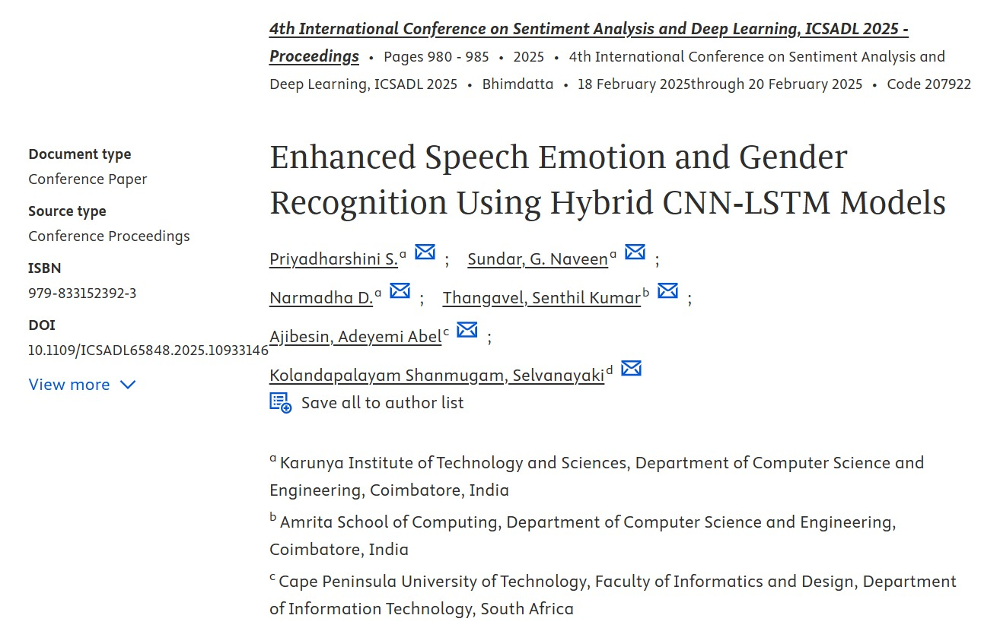 4th International Conference on Sentiment Analysis and Deep Learning, ICSADL 2025 -
Proceedings • Pages 980 - 985 • 2025 • 4th International Conference on Sentiment Analysis and
Deep Learning, ICSADL 2025 • Bhimdatta • 18 February 2025through 20 February 2025 • Code 207922
Document type
Conference Paper
Source type
Conference Proceedings
ISBN
979-833152392-3
DOI
10.1109/ICSADL65848.2025.10933146
View more
Enhanced Speech Emotion and Gender
Recognition Using Hybrid CNN-LSTM Models
Priyadharshini S.a ; Sundar, G. Naveena ;
Narmadha D.a ; Thangavel, Senthil Kumarb ;
Ajibesin, Adeyemi Abelc ;
Kolandapalayam Shanmugam, Selvanayakid
Save all to author list
a Karunya Institute of Technology and Sciences, Department of Computer Science and
Engineering, Coimbatore, India
b Amrita School of Computing, Department of Computer Science and Engineering,
Coimbatore, India
c Cape Peninsula University of Technology, Faculty of Informatics and Design, Department
of Information Technology, South Africa